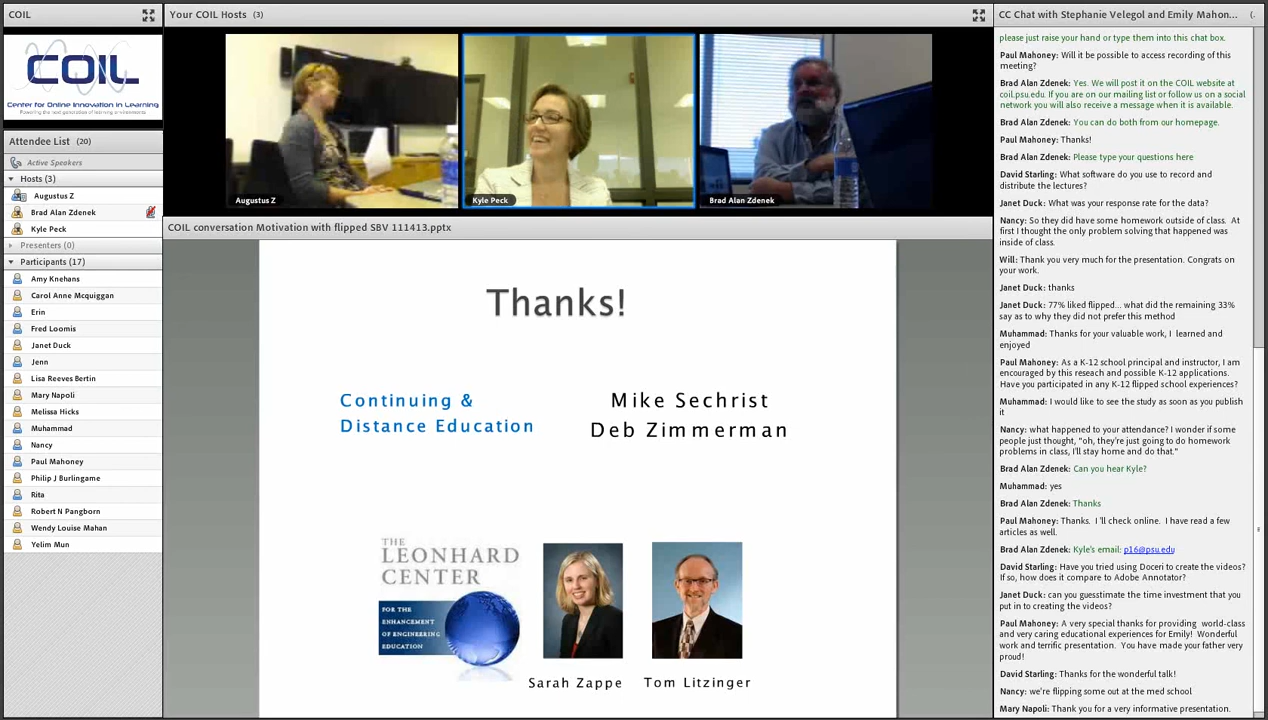 COIL
COIL
Center for Online Innovation in Learning
Powering the next generation of learning environments
Attendee List (20)
Active Speakers
Hosts (3)
Augustus Z
Brad Alan Zdenek
Kyle Peck
Presenters (0)
Participants (17)
Amy Knehans
Carol Anne Mcquiggan
Erin
Fred Loomis
Janet Duck
Jenn
Lisa Reeves Bertin
Mary Napoli
Melissa Hicks
Muhammad
Nancy
Paul Mahoney
Philip J Burlingame
Rita
Robert N Pangborn
Wendy Louise Mahan
Yelim Mun
Your COIL Hosts (3)
Augustus Z
Kyle Peck
Brad Alan Zdenek
COIL conversation Motivation with flipped SBV 111413.pptx
Thanks!
Continuing &
Distance Education
Mike Sechrist
Deb Zimmerman
THE
LEONHARD
CENTER
FOR THE
ENHANCEMENT
OF ENGINEERING
EDUCATION
Sarah Zappe
Tom Litzinger
CC Chat with Stephanie Velegol and Emily Mahon...
please just raise your hand or type them into this chat box.
Paul Mahoney: Will it be possible to access recording of this
meeting?
Brad Alan Zdenek: Yes. We will post it on the COIL website at
coil.psu.edu. If you are on our mailing list or follow us on a social
network you will also receive a message when it is available.
Brad Alan Zdenek: You can do both from our homepage.
Paul Mahoney: Thanks!
Brad Alan Zdenek: Please type your questions here
David Starling: What software do you use to record and
distribute the lectures?
Janet Duck: What was your response rate for the data?
Nancy: So they did have some homework outside of class. At
first I thought the only problem solving that happened was
inside of class.
Will: Thank you very much for the presentation. Congrats on
your work.
Janet Duck: thanks
Janet Duck: 77% liked flipped... what did the remaining 33%
say as to why they did not prefer this method
Muhammad: Thanks for your valuable work, I learned and
enjoyed
Paul Mahoney: As a K-12 school principal and instructor, I am
encouraged by this reseach and possible K-12 applications.
Have you participated in any K-12 flipped school experiences?
Muhammad: I would like to see the study as soon as you publish
it
Nancy: what happened to your attendance? I wonder if some
people just thought, "oh, they're just going to do homework
problems in class, I'll stay home and do that."
Brad Alan Zdenek: Can you hear Kyle?
Muhammad: yes
Brad Alan Zdenek: Thanks
Paul Mahoney: Thanks. I 'll check online. I have read a few
articles as well.
Brad Alan Zdenek: Kyle's email: p16@psu.edu
David Starling: Have you tried using Doceri to create the videos?
If so, how does it compare to Adobe Annotator?
Janet Duck: can you guesstimate the time investment that you
put in to creating the videos?
Paul Mahoney: A very special thanks for providing world-class
and very caring educational experiences for Emily! Wonderful
work and terrific presentation. You have made your father very
proud!
David Starling: Thanks for the wonderful talk!
Nancy: we're flipping some out at the med school
Mary Napoli: Thank you for a very informative presentation.